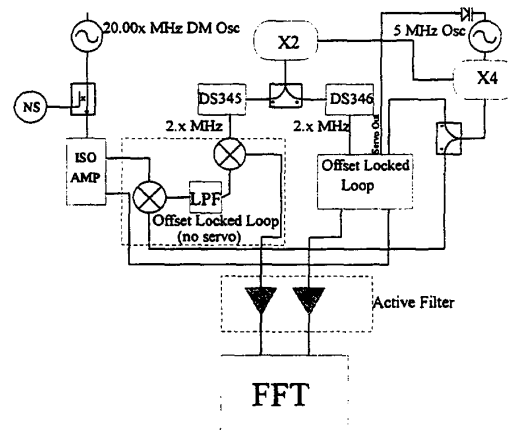 20.00x MHz DM Osc
5 MHz Osc
X2
X4
NS
DS345
DS346
2.x MHz
2.x MHz
Servo Out
ISO
AMP
LPF
Offset Locked
Loop
Offset Locked Loop
(no servo)
Active Filter
FFT